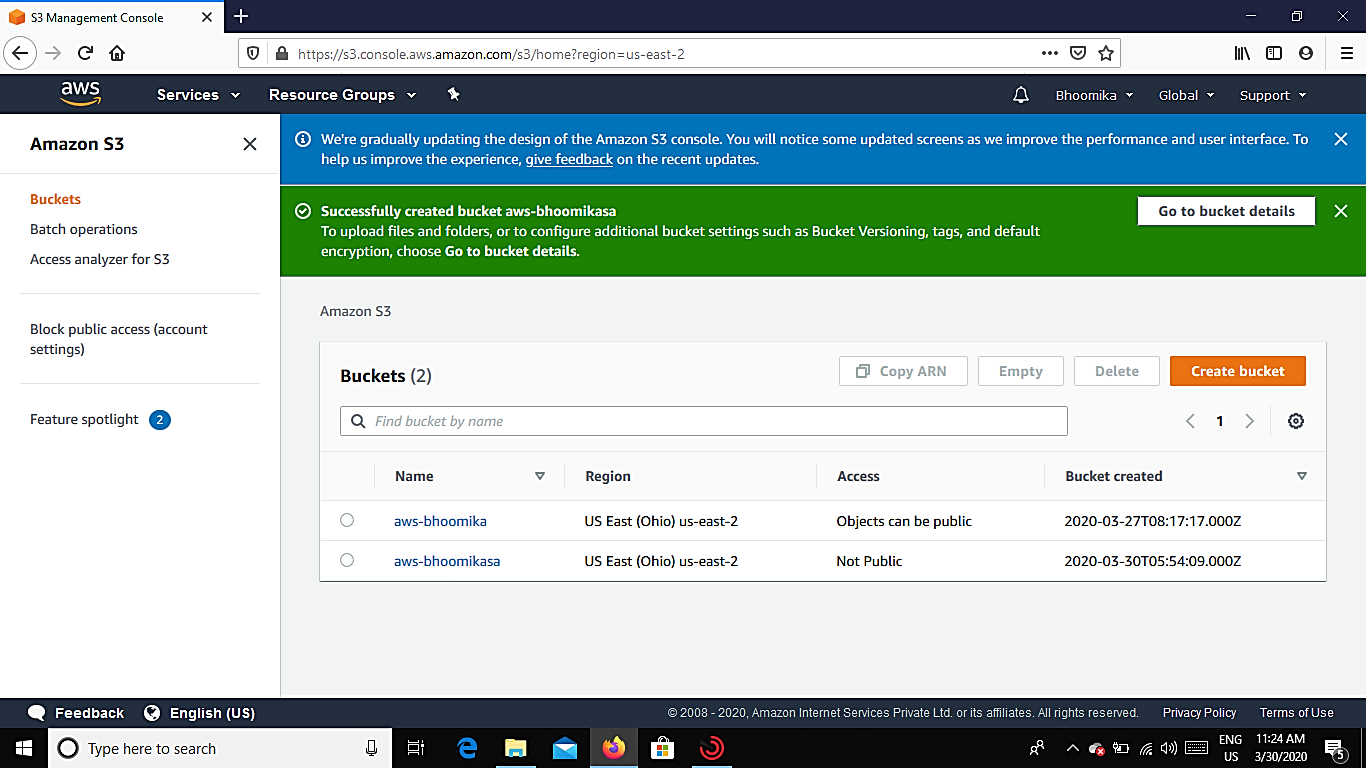 S3 Management Console
https://s3.console.aws.amazon.com/s3/home?region=us-east-2
aws Services Resource Groups Bhoomika Global Support
Amazon S3
Buckets
Batch operations
Access analyzer for S3
Block public access (account
settings)
Feature spotlight 2
We're gradually updating the design of the Amazon S3 console. You will notice some updated screens as we improve the performance and user interface. To
help us improve the experience, give feedback on the recent updates.
Successfully created bucket aws-bhoomikasa
To upload files and folders, or to configure additional bucket settings such as Bucket Versioning, tags, and default
encryption, choose Go to bucket details.
Go to bucket details
Amazon S3
Buckets (2) Copy ARN Empty Delete Create bucket
Find bucket by name 1
Name Region Access Bucket created
aws-bhoomika US East (Ohio) us-east-2 Objects can be public 2020-03-27T08:17:17.000Z
aws-bhoomikasa US East (Ohio) us-east-2 Not Public 2020-03-30T05:54:09.000Z
Feedback English (US) © 2008 - 2020, Amazon Internet Services Private Ltd. or its affiliates. All rights reserved. Privacy Policy Terms of Use
Type here to search
ENG
US
11:24 AM
3/30/2020
5